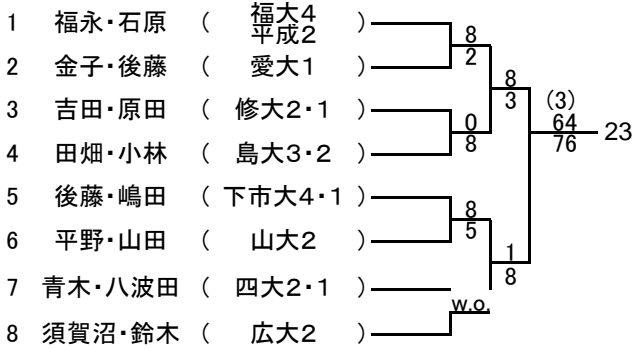 1 福永・石原 ( 福大4 平成2 )
2 金子・後藤 ( 愛大1 )
3 吉田・原田 ( 修大2・1 )
4 田畑・小林 ( 島大3・2 )
5 後藤・嶋田 ( 下市大4・1 )
6 平野・山田 ( 山大2 )
7 青木・八波田 ( 四大2・1 )
8 須賀沼・鈴木 ( 広大2 )
8
2
0
8
8
5
w.o.
8
3
1
8
(3)
64
76
23